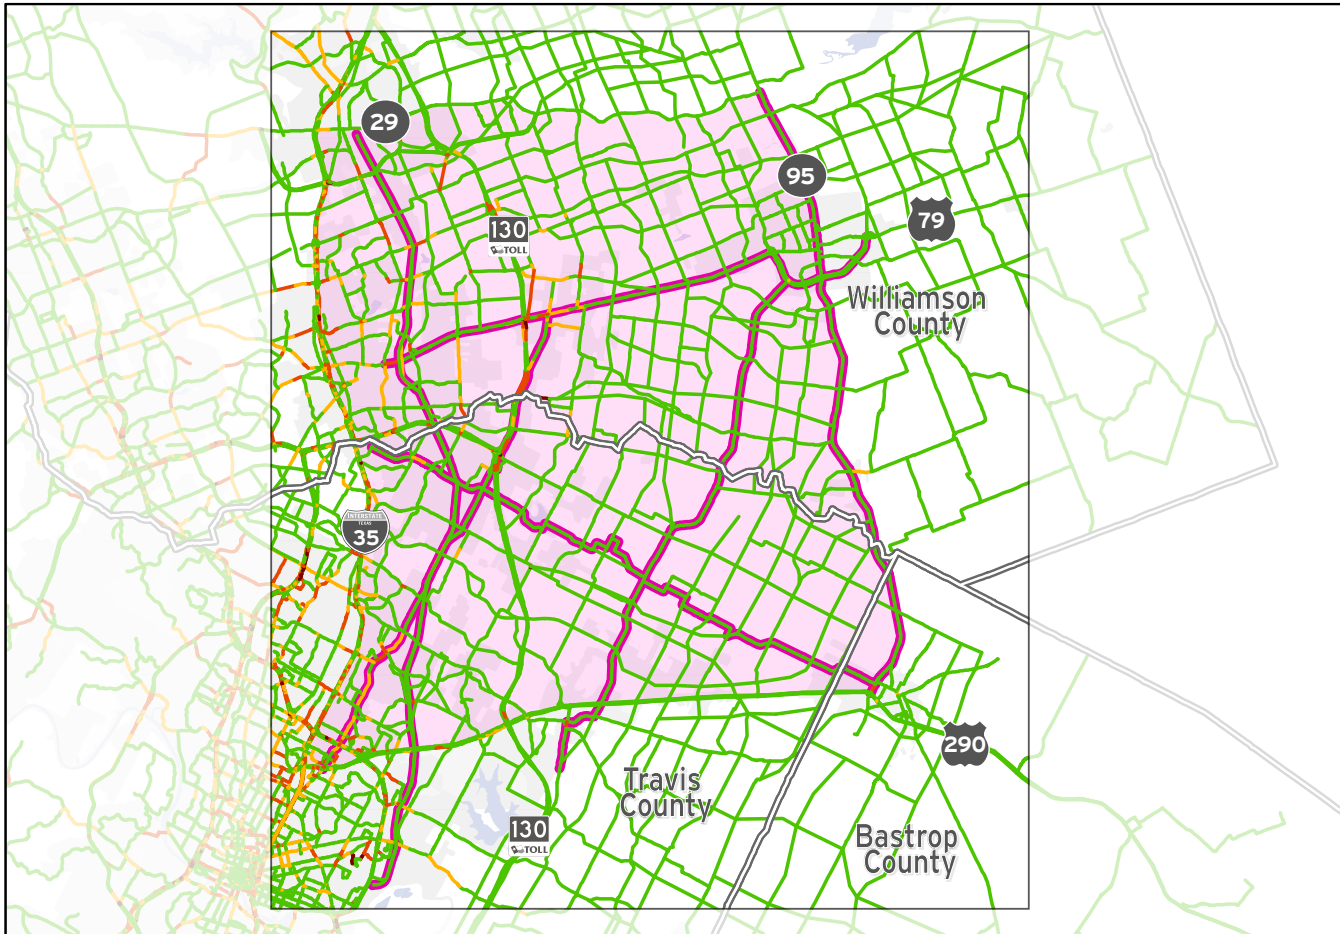 29
95
79
130
TOLL
Williamson
County
INTERSTATE
TEXAS
35
290
Travis
County
130
TOLL
Bastrop
County